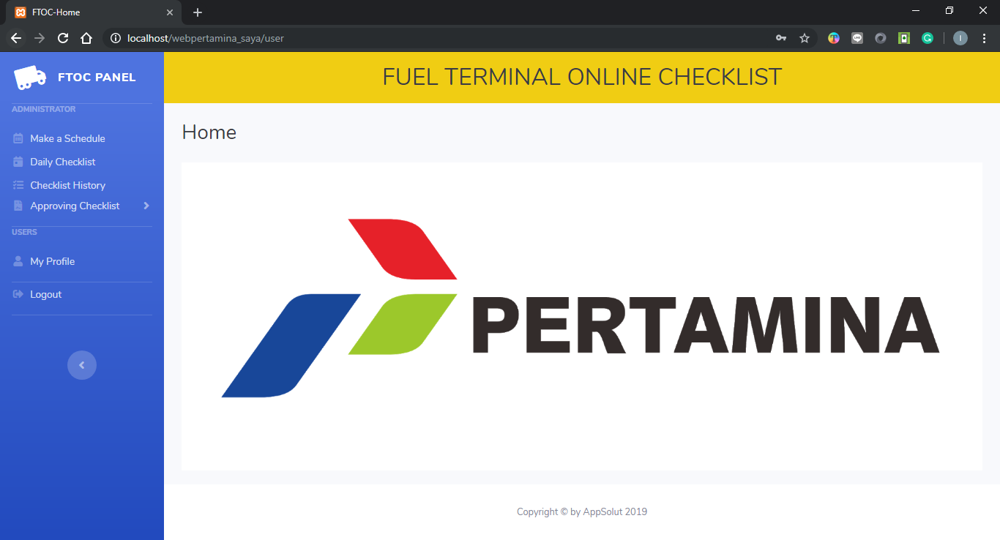 FTOC-Home
localhost/webpertamina_saya/user
FTOC PANEL
FUEL TERMINAL ONLINE CHECKLIST
ADMINISTRATOR
Make a Schedule
Daily Checklist
Checklist History
Approving Checklist
USERS
My Profile
Logout
Home
PERTAMINA
Copyright © by AppSolut 2019